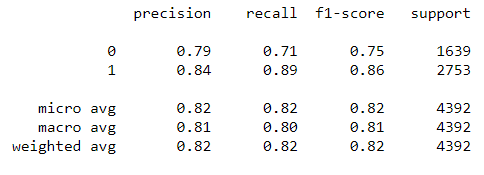 precision recall f1-score support
0 0.79 0.71 0.75 1639
1 0.84 0.89 0.86 2753
micro avg 0.82 0.82 0.82 4392
macro avg 0.81 0.80 0.81 4392
weighted avg 0.82 0.82 0.82 4392